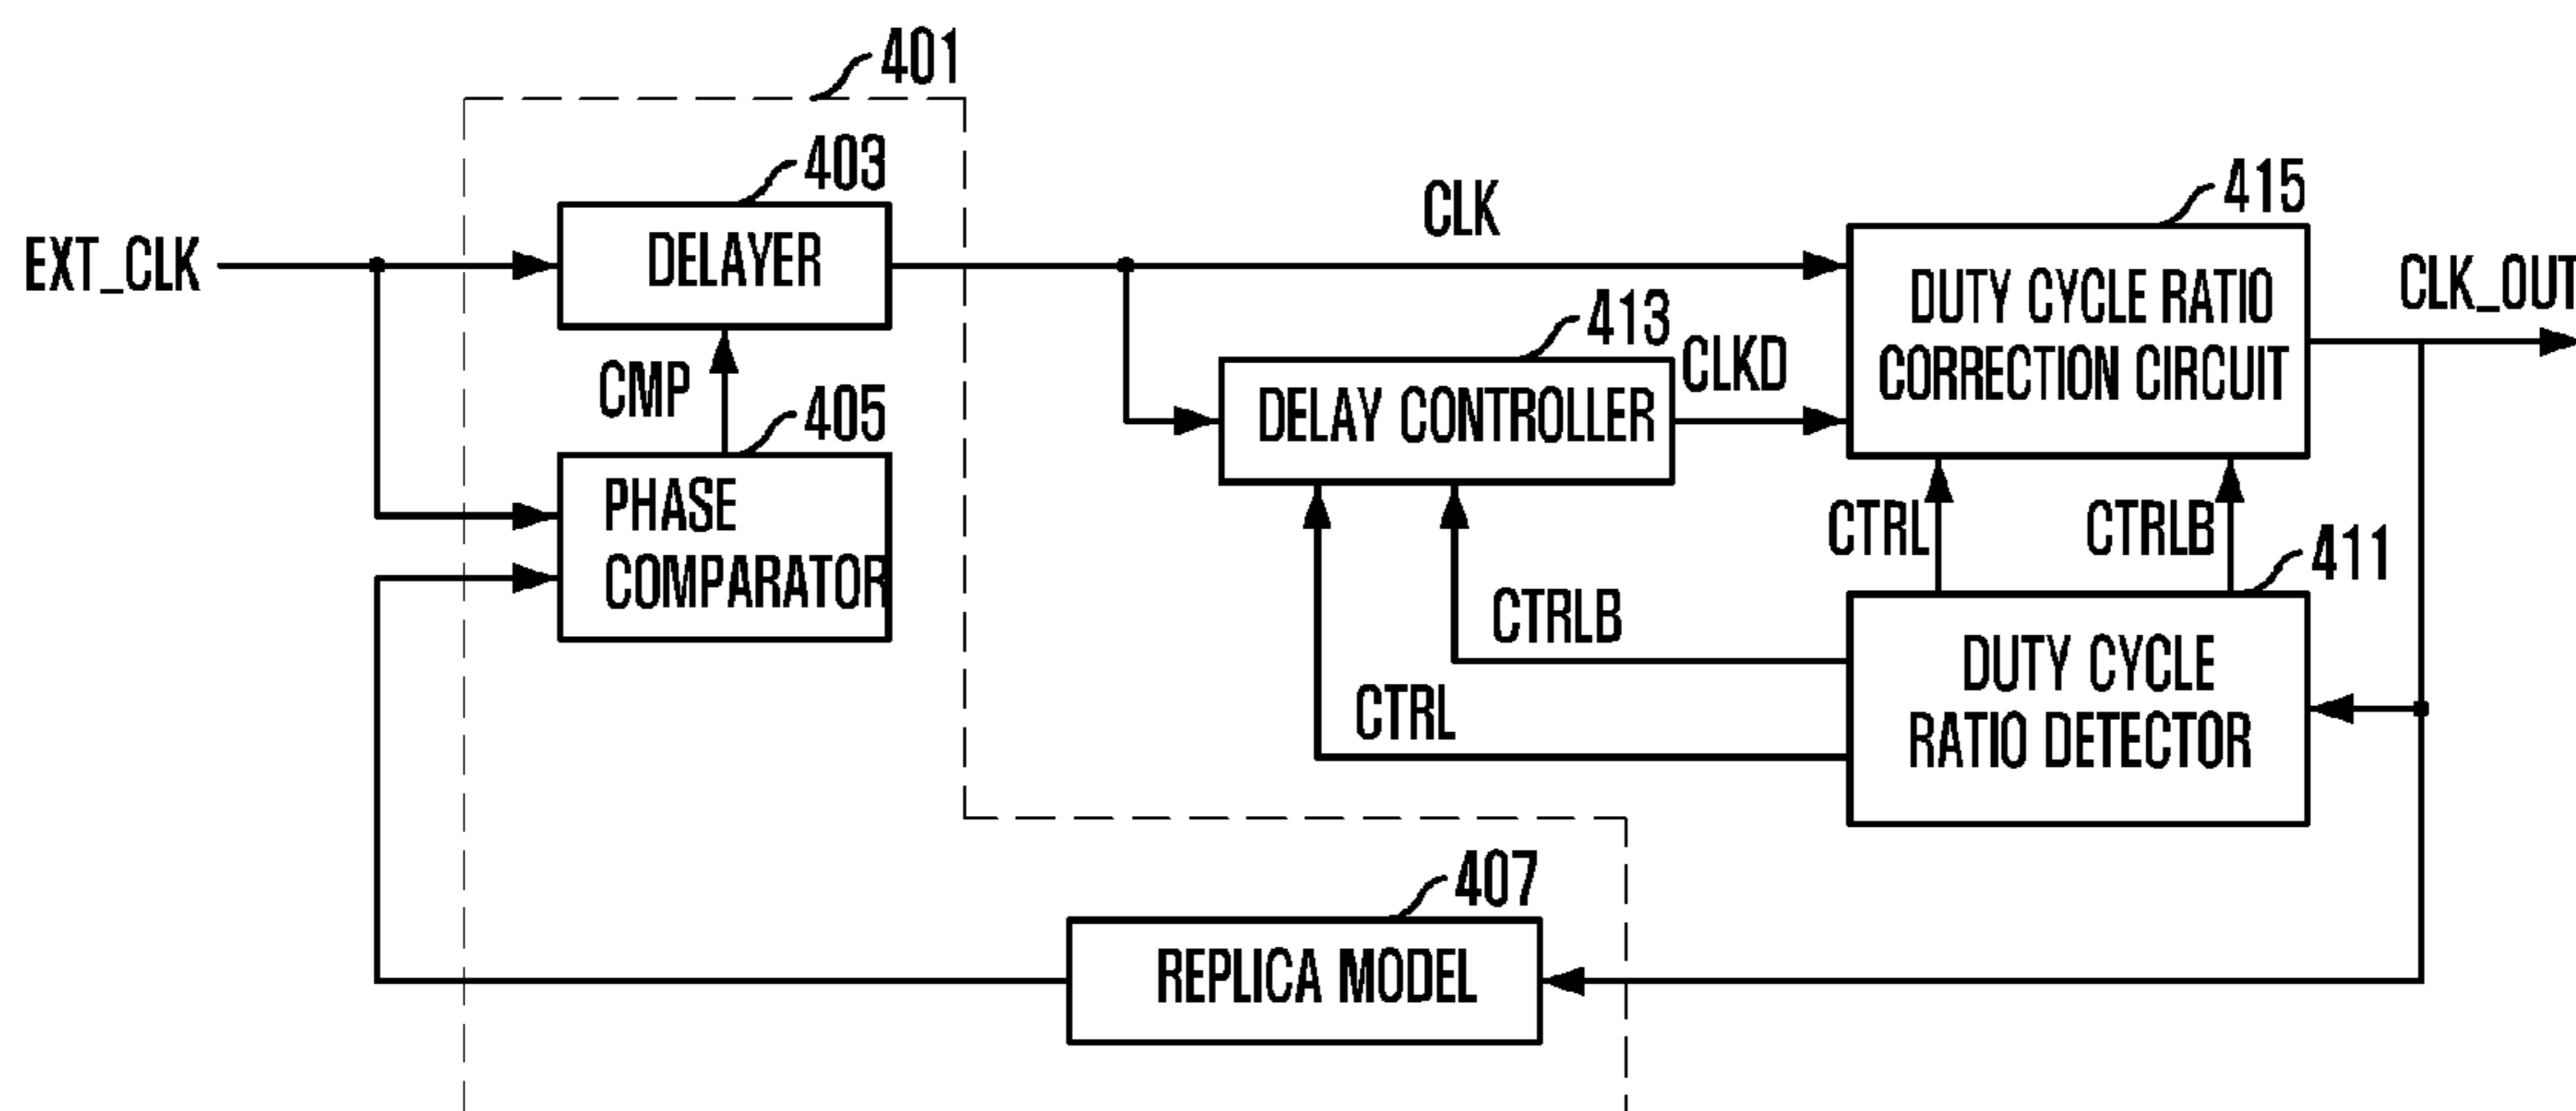 401
403
415
EXT_CLK
DELAYER
CLK
DUTY CYCLE RATIO
CORRECTION CIRCUIT
CLK_OUT
413
CMP
405
DELAY CONTROLLER
CLKD
PHASE
COMPARATOR
CTRL
CTRLB
411
CTRLB
CTRL
DUTY CYCLE
RATIO DETECTOR
407
REPLICA MODEL